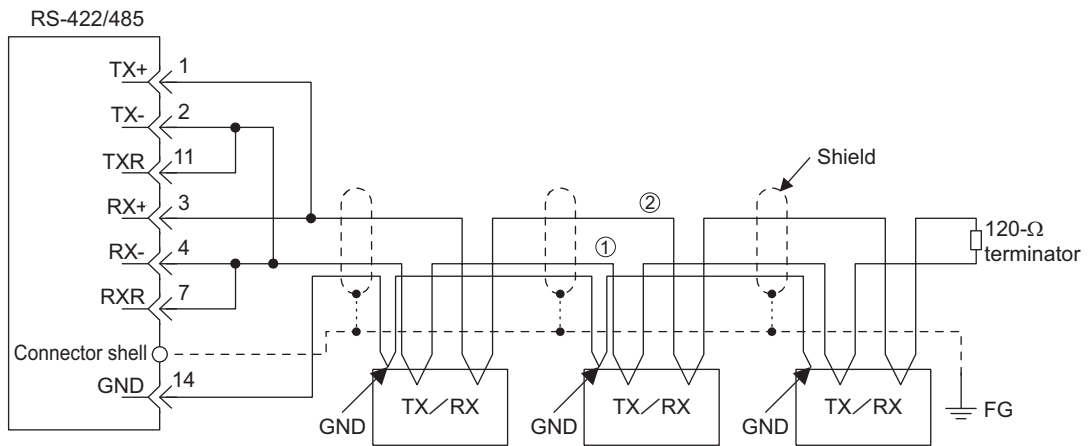 RS-422/485
TX+ 1
TX- 2
TXR 11
RX+ 3
RX- 4
RXR 7
Connector shell
GND 14
Shield
②
①
120-Ω
terminator
TX/RX
TX/RX
TX/RX
GND
GND
GND
FG